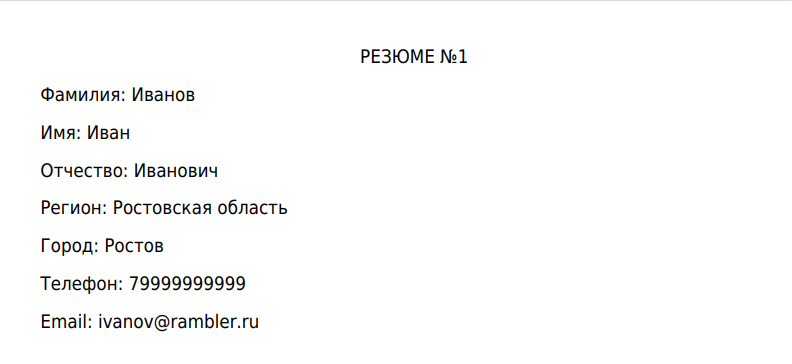 РЕЗЮМЕ №1
Фамилия: Иванов
Имя: Иван
Отчество: Иванович
Регион: Ростовская область
Город: Ростов
Телефон: 79999999999
Email: ivanov@rambler.ru